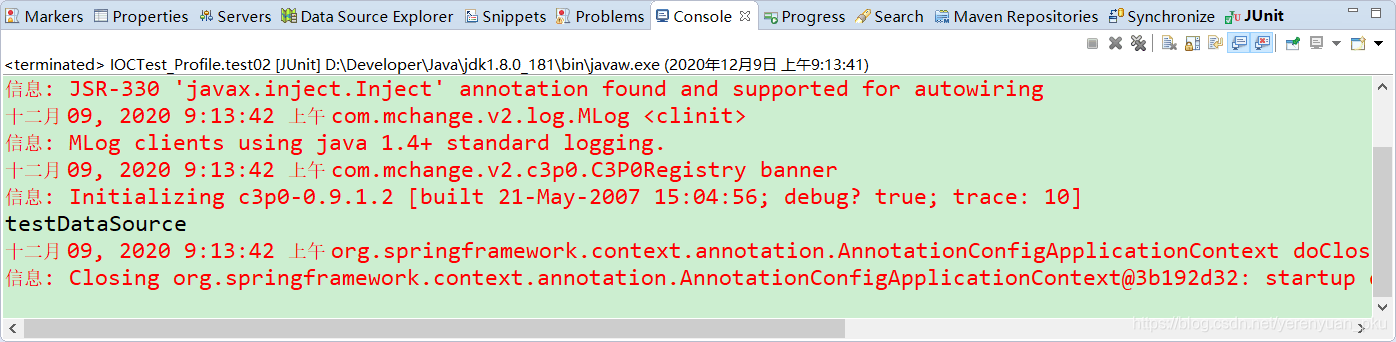 Markers Properties Servers Data Source Explorer Snippets Problems Console Progress Search Maven Repositories Synchronize JUnit
<terminated> IOCTest_Profile.test02 [JUnit] D:\Developer\Java\jdk1.8.0_181\bin\javaw.exe (2020年12月9日 上午9:13:41)
信息: JSR-330 'javax.inject.Inject' annotation found and supported for autowiring
十二月 09, 2020 9:13:42 上午 com.mchange.v2.log.MLog <clinit>
信息: MLog clients using java 1.4+ standard logging.
十二月 09, 2020 9:13:42 上午 com.mchange.v2.c3p0.C3P0Registry banner
信息: Initializing c3p0-0.9.1.2 [built 21-May-2007 15:04:56; debug? true; trace: 10]
testDataSource
十二月 09, 2020 9:13:42 上午 org.springframework.context.annotation.AnnotationConfigApplicationContext doClos
信息: Closing org.springframework.context.annotation.AnnotationConfigApplicationContext@3b192d32: startup